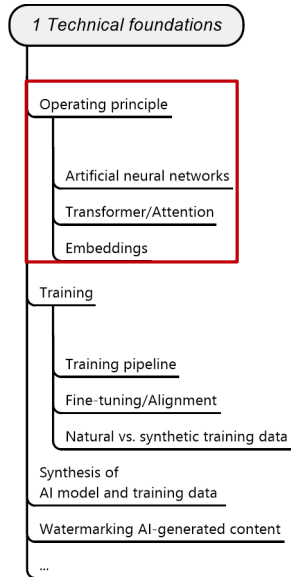 1 Technical foundations
Operating principle
Artificial neural networks
Transformer/Attention
Embeddings
Training
Training pipeline
Fine-tuning/Alignment
Natural vs. synthetic training data
Synthesis of
AI model and training data
Watermarking AI-generated content
...